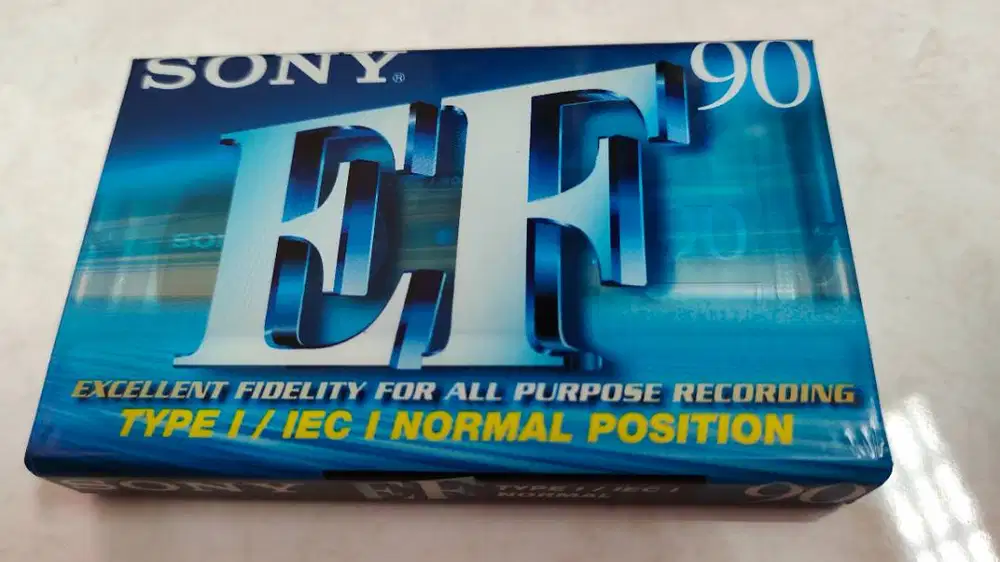 SONY® EF 90
EXCELLENT FIDELITY FOR ALL PURPOSE RECORDING
TYPE I / IEC I NORMAL POSITION
SONY EF TYPE I / IEC I 90
NORMAL